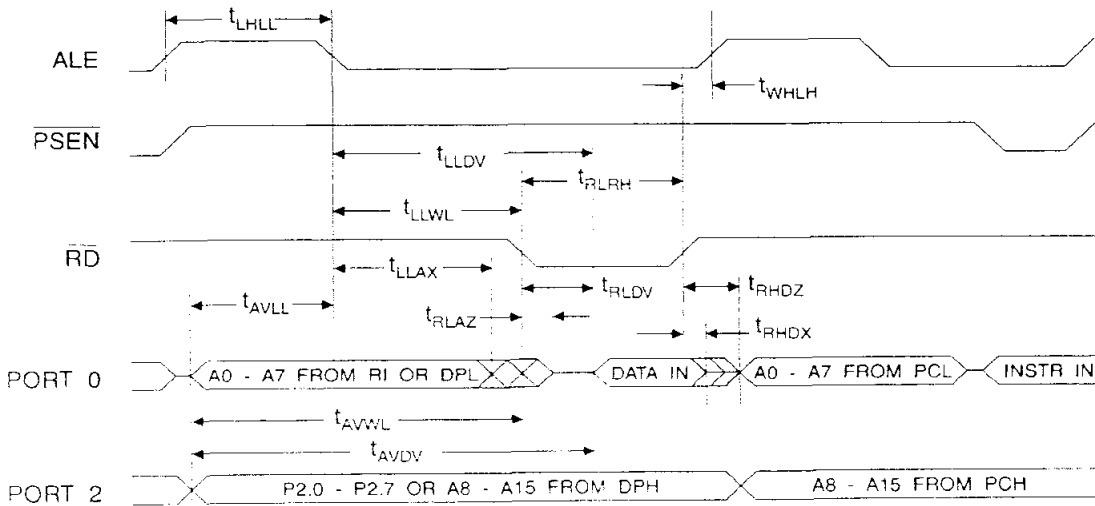 tLHLL
ALE
tWHLH
PSEN
tLLDV
tRLRH
tLLWL
RD
tLLAX
tRLDV
tRHDZ
tAVLL
tRLAZ
tRHDX
PORT 0
A0 - A7 FROM RI OR DPL
DATA IN
A0 - A7 FROM PCL
INSTR IN
tAVWL
tAVDV
PORT 2
P2.0 - P2.7 OR A8 - A15 FROM DPH
A8 - A15 FROM PCH